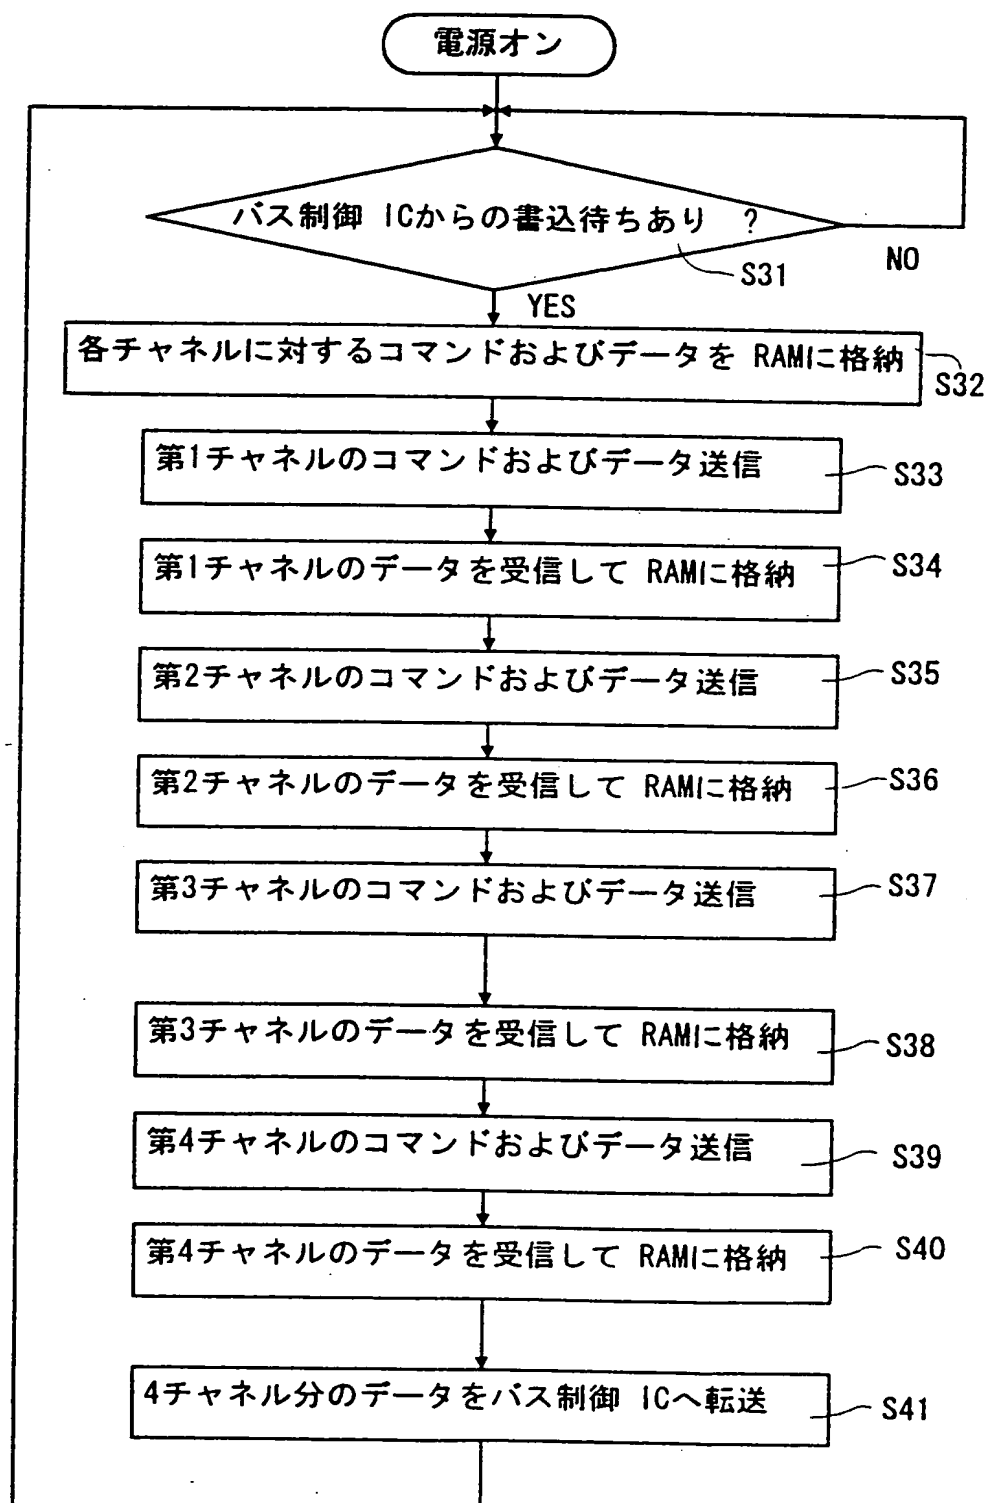 電源オン
バス制御 ICからの書込待ちあり ?
S31
NO
YES
各チャネルに対するコマンドおよびデータを RAMに格納
S32
第1チャネルのコマンドおよびデータ送信
S33
第1チャネルのデータを受信して RAMに格納
S34
第2チャネルのコマンドおよびデータ送信
S35
第2チャネルのデータを受信して RAMに格納
S36
第3チャネルのコマンドおよびデータ送信
S37
第3チャネルのデータを受信して RAMに格納
S38
第4チャネルのコマンドおよびデータ送信
S39
第4チャネルのデータを受信して RAMに格納
S40
4チャネル分のデータをバス制御 ICへ転送
S41